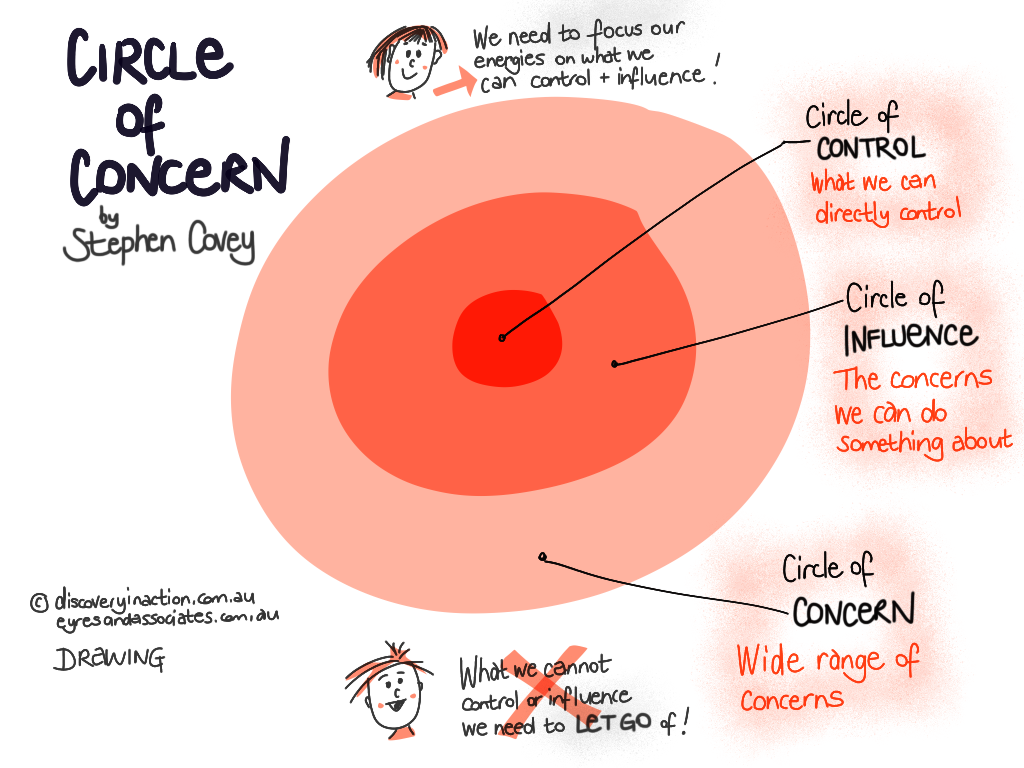 CIRCLE
of
CONCERN
by
Stephen Covey
We need to focus our
energies on what we
can control + influence!
Circle of
CONTROL
What we can
directly control
Circle of
INFLUENCE
The concerns
we can do
something about
Circle of
CONCERN
Wide range of
concerns
© discoveryinaction.com.au
eyresandassociates.com.au
DRAWING
What we cannot
control or influence
we need to LET GO of!